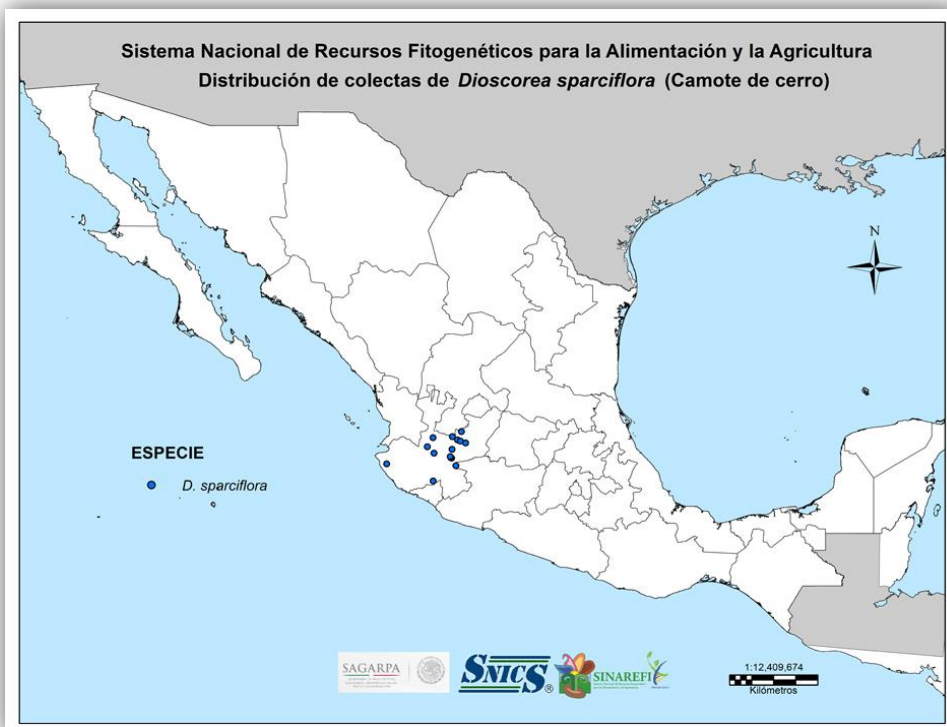 Sistema Nacional de Recursos Fitogenéticos para la Alimentación y la Agricultura
Distribución de colectas de Dioscorea sparciflora (Camote de cerro)
N
ESPECIE
D. sparciflora
SAGARPA
SNICS®
SINAREFI
1:12,409,674
Kilómetros